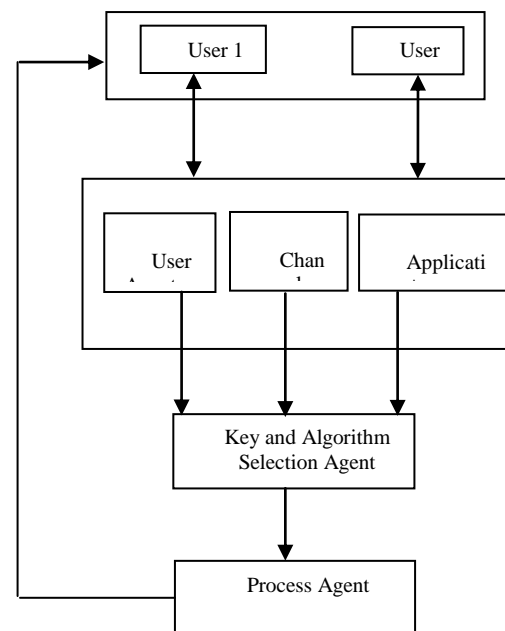 User 1
User
User
Chan
Applicati
Key and Algorithm
Selection Agent
Process Agent